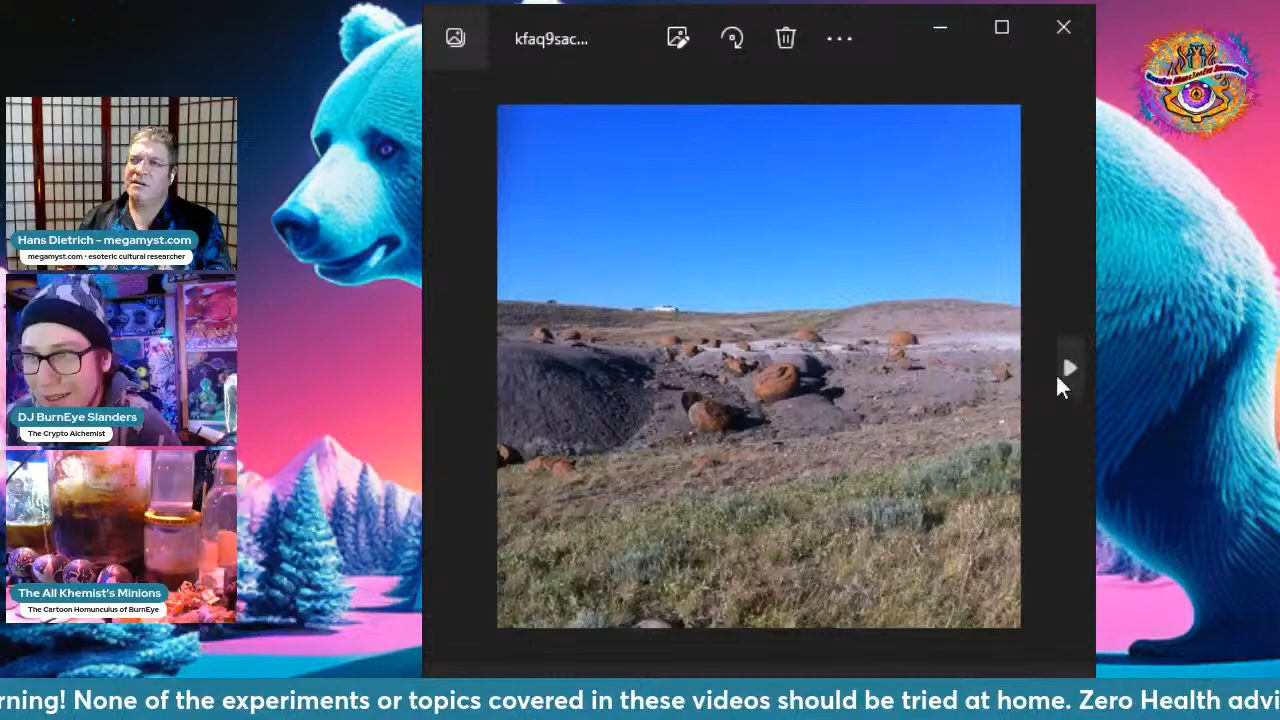 kfaq9sac...
Hans Dietrich - megamyst.com
megamyst.com · esoteric cultural researcher
DJ BurnEye Slanders
The Crypto Alchemist
The All Khemist's Minions
The Cartoon Homunculus of BurnEye
rning! None of the experiments or topics covered in these videos should be tried at home. Zero Health advi